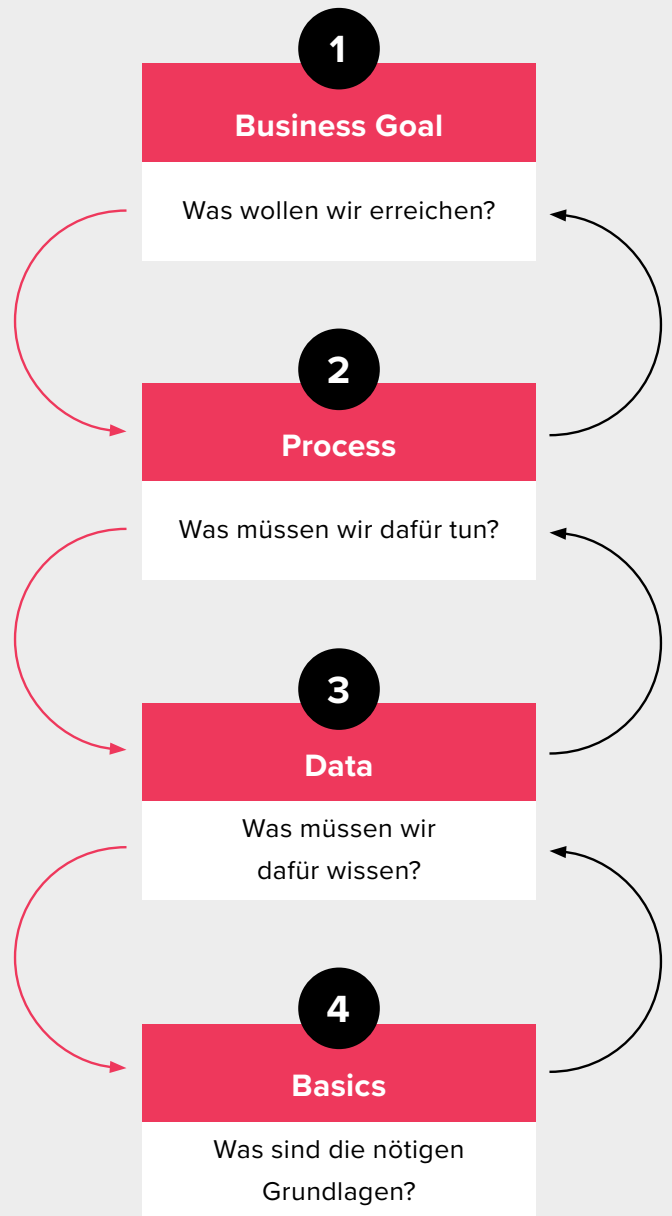 1
Business Goal
Was wollen wir erreichen?
2
Process
Was müssen wir dafür tun?
3
Data
Was müssen wir
dafür wissen?
4
Basics
Was sind die nötigen
Grundlagen?